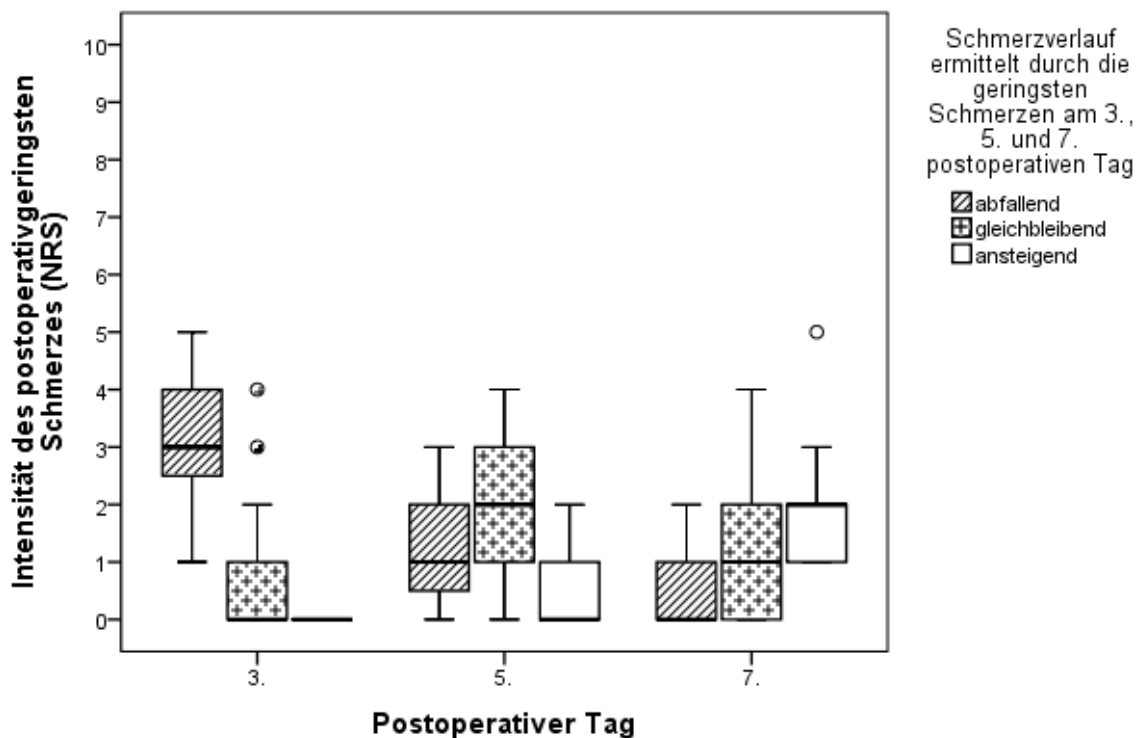 Intensität des postoperativgeringsten
Schmerzes (NRS)
10
9
8
7
6
5
4
3
2
1
0
3.
5.
7.
Postoperativer Tag
Schmerzverlauf
ermittelt durch die
geringsten
Schmerzen am 3.,
5. und 7.
postoperativen Tag
abfallend
gleichbleibend
ansteigend